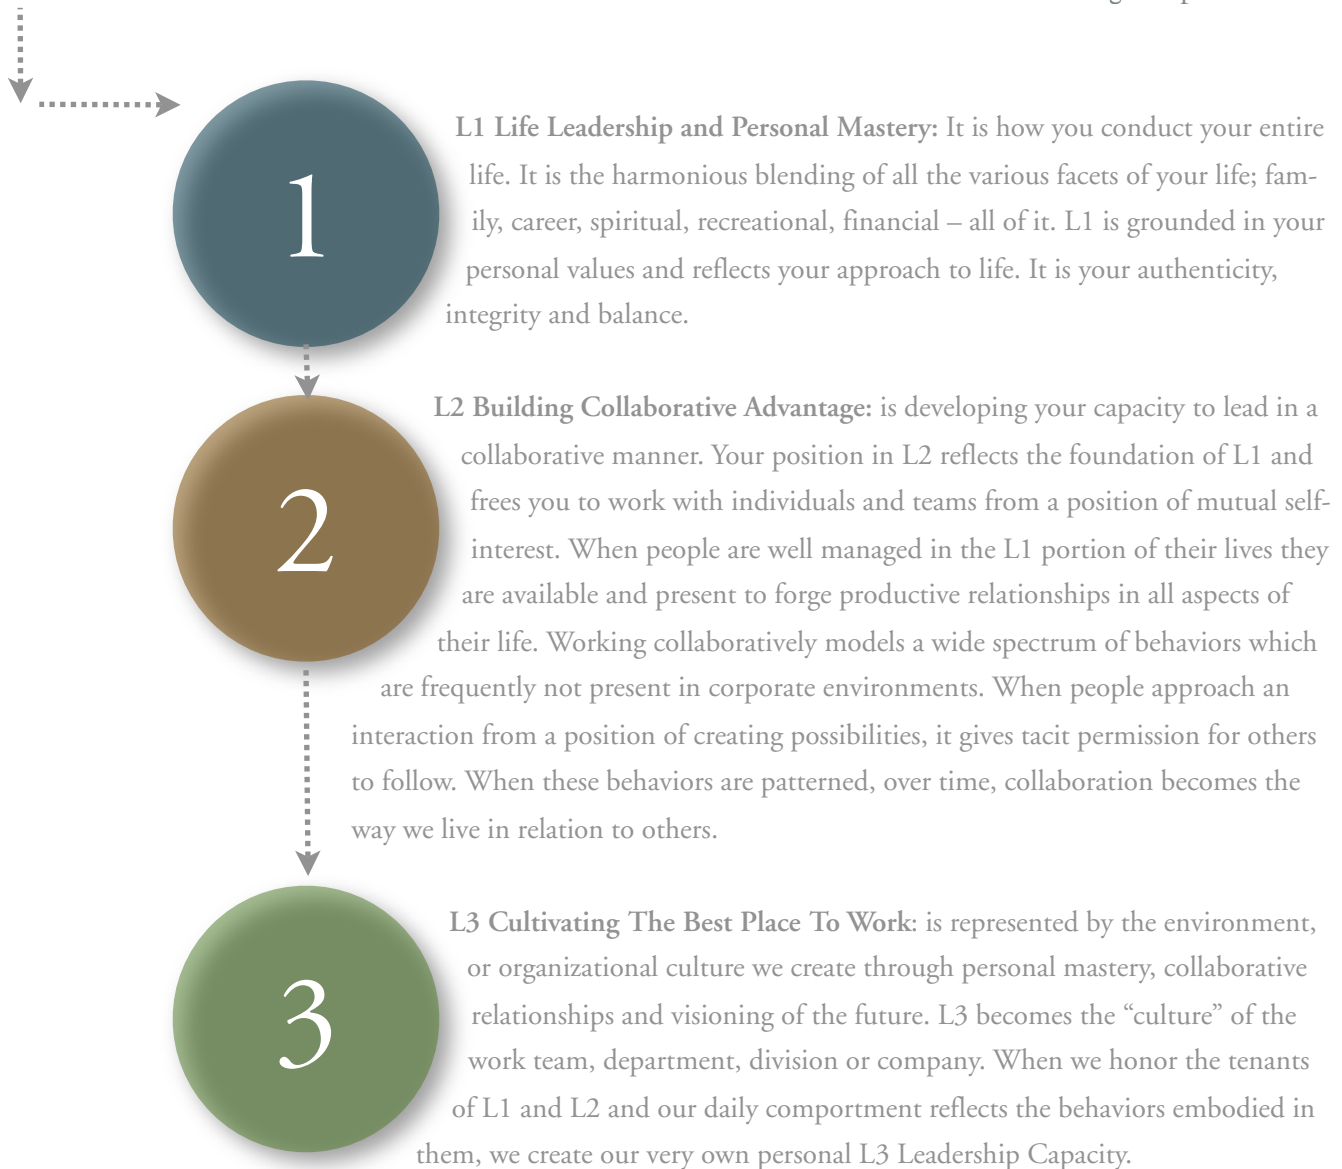 1
L1 Life Leadership and Personal Mastery: It is how you conduct your entire
life. It is the harmonious blending of all the various facets of your life; fam-
ily, career, spiritual, recreational, financial – all of it. L1 is grounded in your
personal values and reflects your approach to life. It is your authenticity,
integrity and balance.
2
L2 Building Collaborative Advantage: is developing your capacity to lead in a
collaborative manner. Your position in L2 reflects the foundation of L1 and
frees you to work with individuals and teams from a position of mutual self-
interest. When people are well managed in the L1 portion of their lives they
are available and present to forge productive relationships in all aspects of
their life. Working collaboratively models a wide spectrum of behaviors which
are frequently not present in corporate environments. When people approach an
interaction from a position of creating possibilities, it gives tacit permission for others
to follow. When these behaviors are patterned, over time, collaboration becomes the
way we live in relation to others.
3
L3 Cultivating The Best Place To Work: is represented by the environment,
or organizational culture we create through personal mastery, collaborative
relationships and visioning of the future. L3 becomes the “culture” of the
work team, department, division or company. When we honor the tenants
of L1 and L2 and our daily comportment reflects the behaviors embodied in
them, we create our very own personal L3 Leadership Capacity.